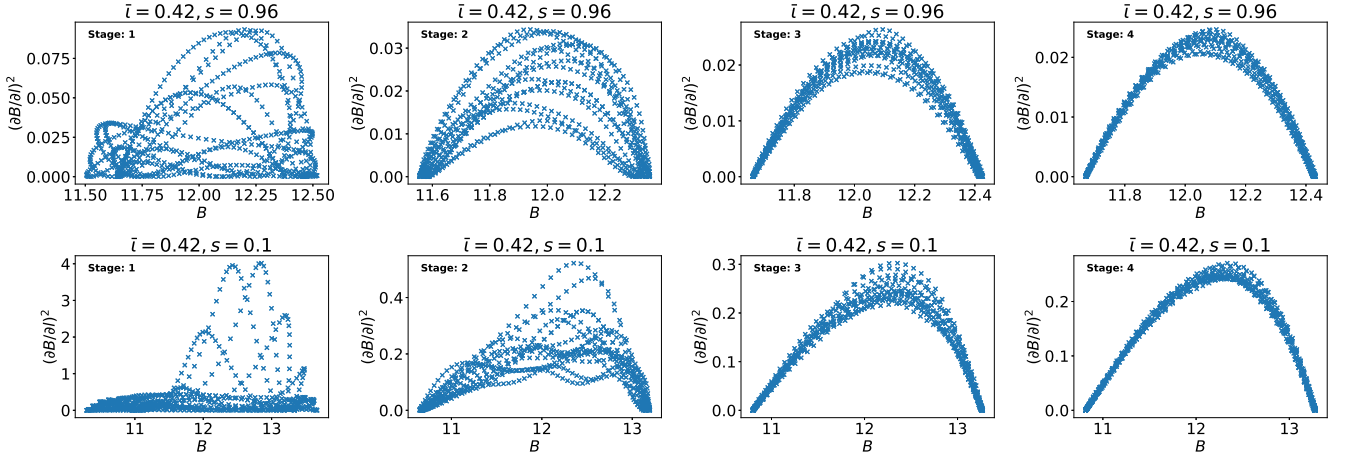 ῑ = 0.42, s = 0.96
Stage: 1
(∂B/∂l)²
0.075
0.050
0.025
0.000
11.50 11.75 12.00 12.25 12.50
B
ῑ = 0.42, s = 0.96
Stage: 2
(∂B/∂l)²
0.03
0.02
0.01
0.00
11.6 11.8 12.0 12.2
B
ῑ = 0.42, s = 0.96
Stage: 3
(∂B/∂l)²
0.02
0.01
0.00
11.8 12.0 12.2 12.4
B
ῑ = 0.42, s = 0.96
Stage: 4
(∂B/∂l)²
0.02
0.01
0.00
11.8 12.0 12.2 12.4
B
ῑ = 0.42, s = 0.1
Stage: 1
(∂B/∂l)²
4
3
2
1
0
11 12 13
B
ῑ = 0.42, s = 0.1
Stage: 2
(∂B/∂l)²
0.4
0.2
0.0
11 12 13
B
ῑ = 0.42, s = 0.1
Stage: 3
(∂B/∂l)²
0.3
0.2
0.1
0.0
11 12 13
B
ῑ = 0.42, s = 0.1
Stage: 4
(∂B/∂l)²
0.2
0.1
0.0
11 12 13
B